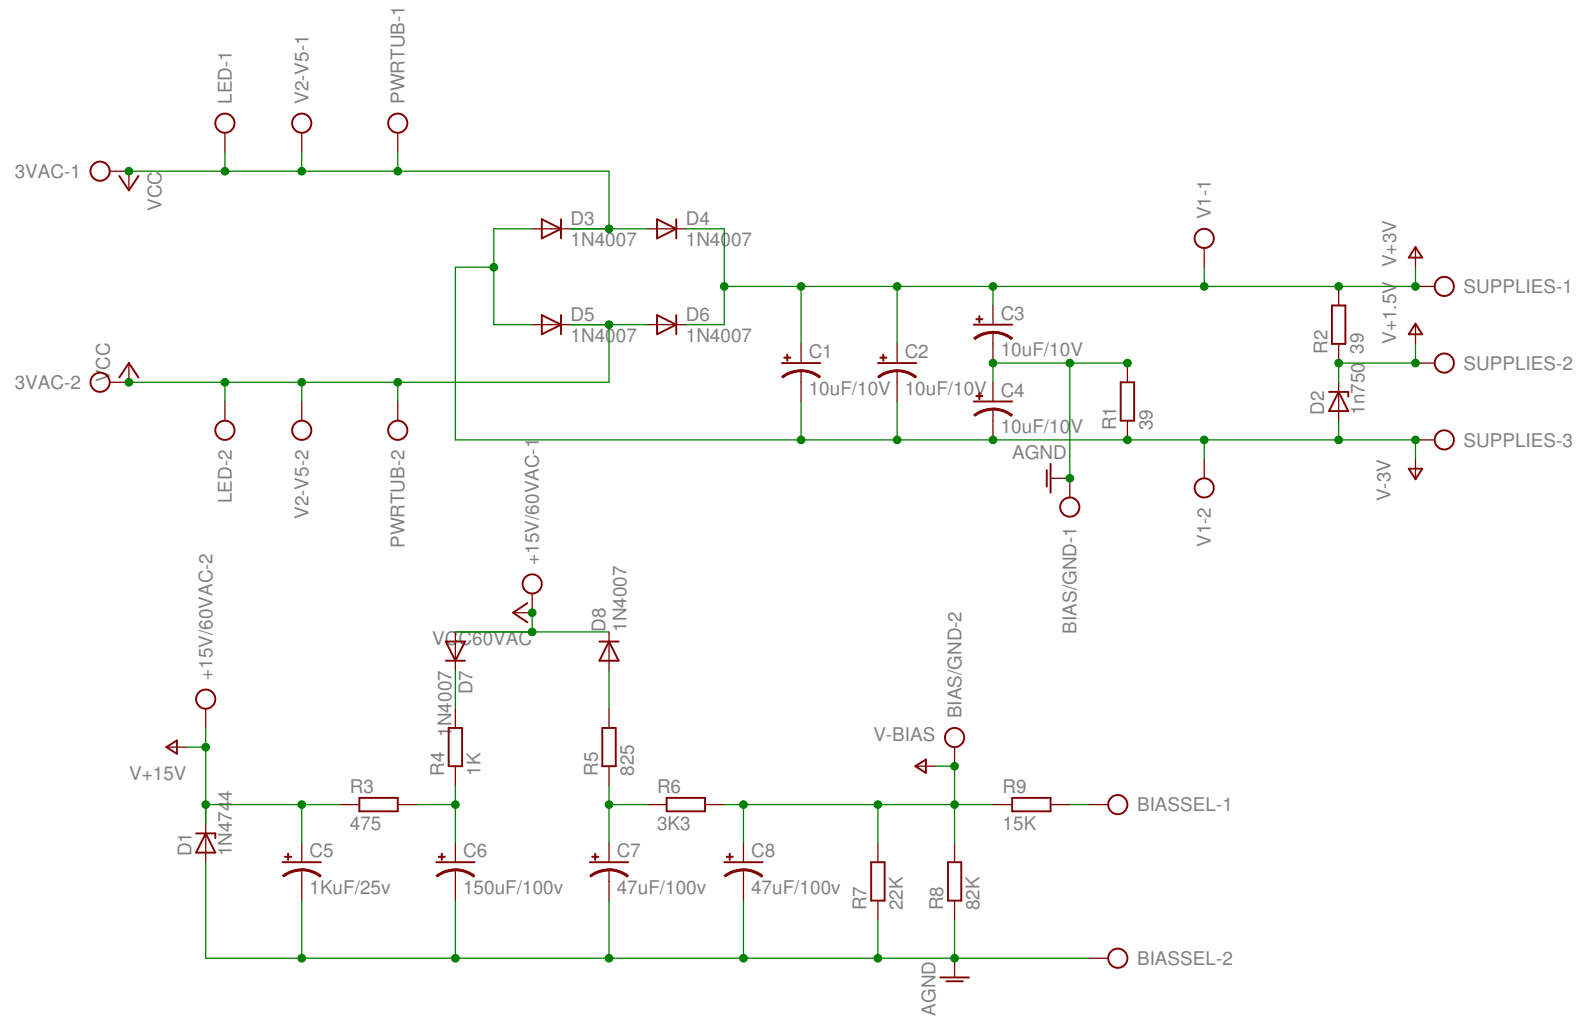 LED-1
V2-V5-1
PWRTUB-1
3VAC-1
VCC
D3
1N4007
D4
1N4007
V1-1
V+3V
SUPPLIES-1
D5
1N4007
D6
1N4007
C3
10uF/10V
R2
39
V+1.5V
SUPPLIES-2
VCC
3VAC-2
C1
10uF/10V
C2
10uF/10V
C4
10uF/10V
R1
39
D2
1n750
SUPPLIES-3
LED-2
V2-V5-2
PWRTUB-2
AGND
BIAS/GND-1
V1-2
V-3V
+15V/60VAC-1
+15V/60VAC-2
VCC60VAC
D8
1N4007
D7
1N4007
BIAS/GND-2
V-BIAS
V+15V
R4
1K
R5
825
R3
475
R6
3K3
R9
15K
BIASSEL-1
D1
1N4744
C5
1KuF/25v
C6
150uF/100v
C7
47uF/100v
C8
47uF/100v
R7
22K
R8
82K
AGND
BIASSEL-2